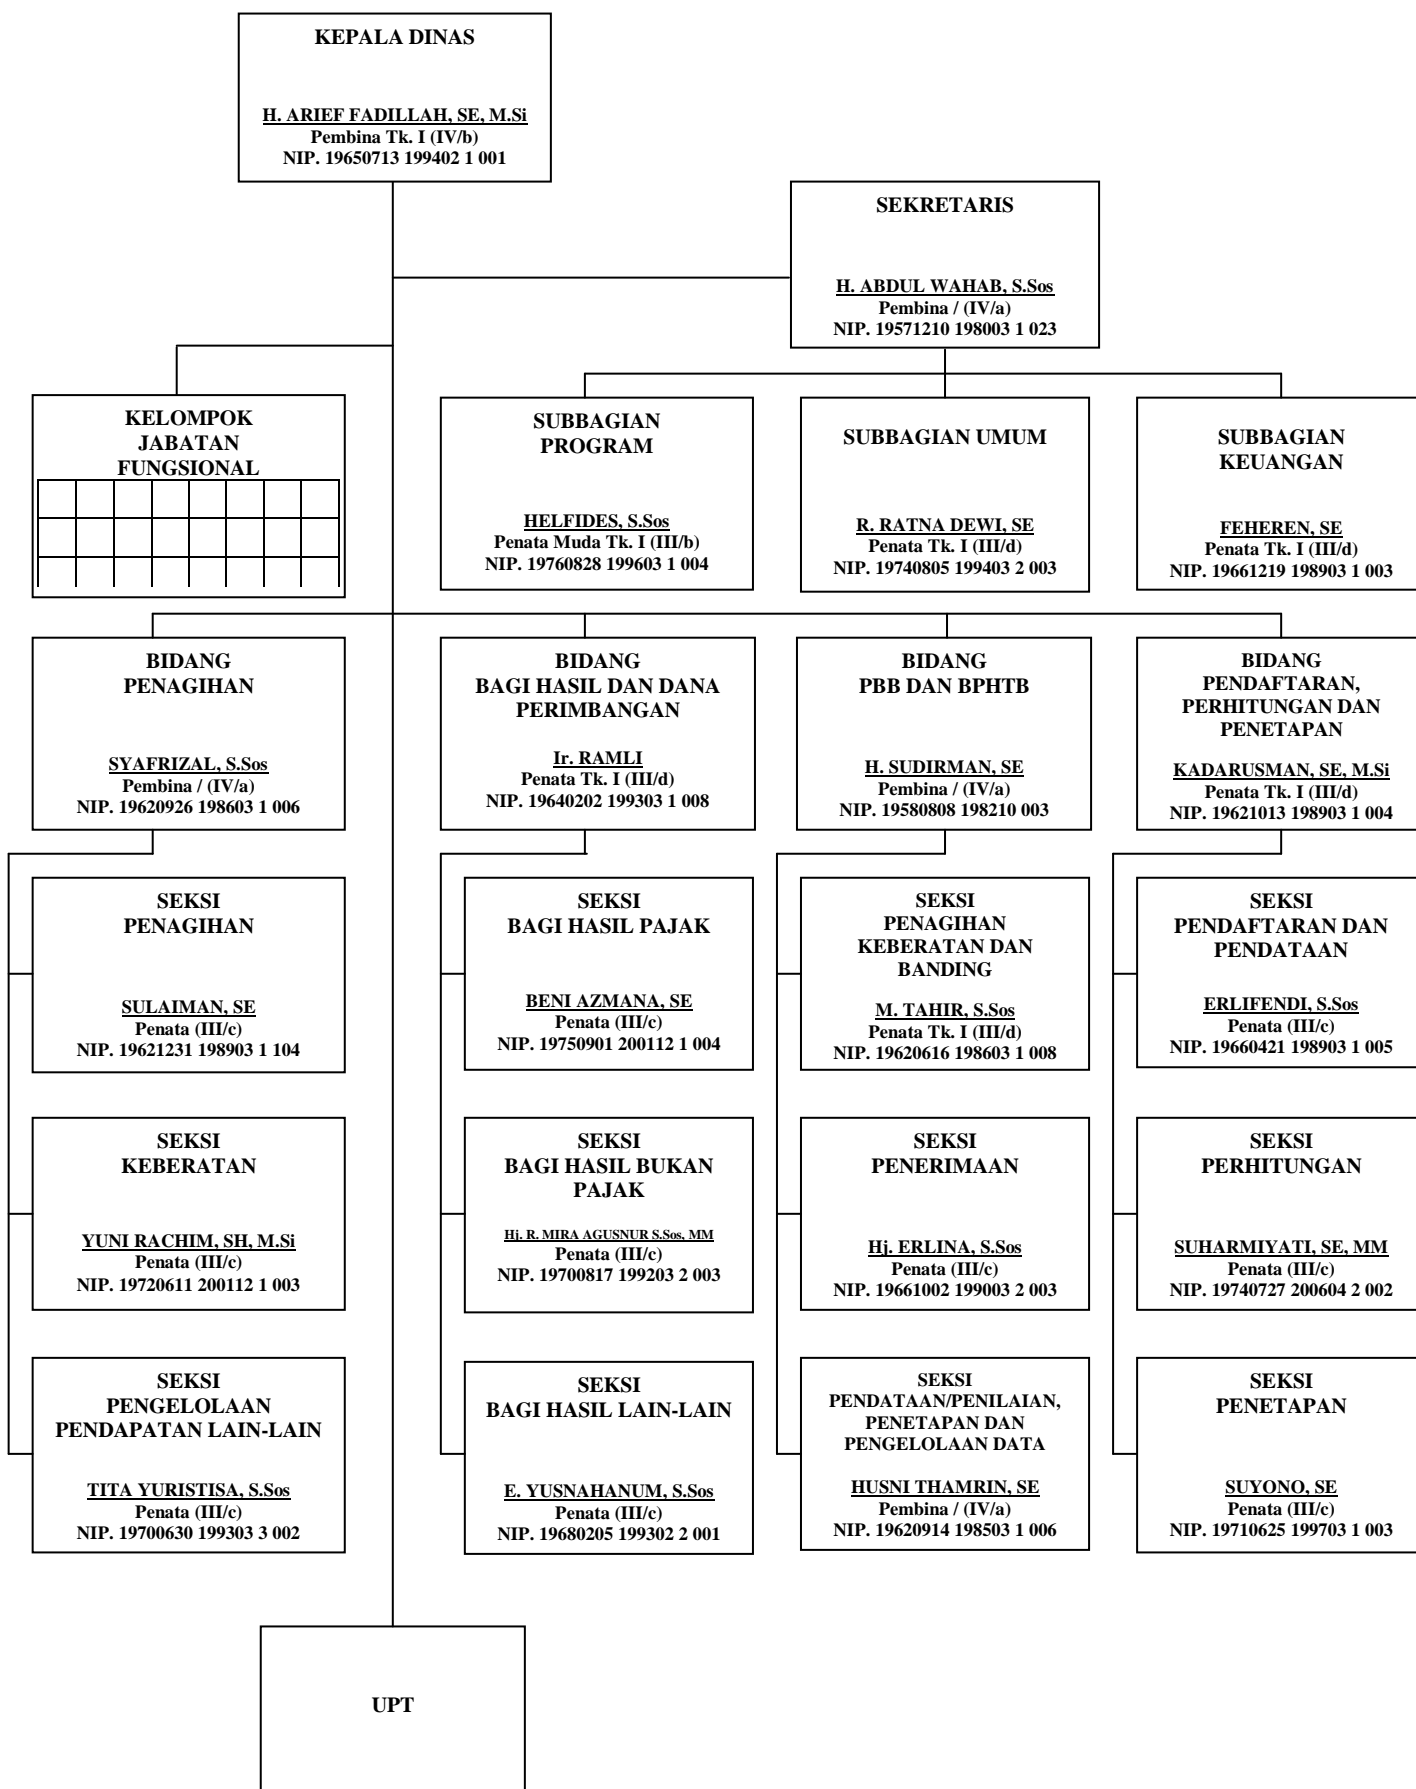 KEPALA DINAS
H. ARIEF FADILLAH, SE, M.Si
Pembina Tk. I (IV/b)
NIP. 19650713 199402 1 001
SEKRETARIS
H. ABDUL WAHAB, S.Sos
Pembina / (IV/a)
NIP. 19571210 198003 1 023
KELOMPOK
JABATAN
FUNGSIONAL
SUBBAGIAN
PROGRAM
HELFIDES, S.Sos
Penata Muda Tk. I (III/b)
NIP. 19760828 199603 1 004
SUBBAGIAN UMUM
R. RATNA DEWI, SE
Penata Tk. I (III/d)
NIP. 19740805 199403 2 003
SUBBAGIAN
KEUANGAN
FEHEREN, SE
Penata Tk. I (III/d)
NIP. 19661219 198903 1 003
BIDANG
PENAGIHAN
SYAFRIZAL, S.Sos
Pembina / (IV/a)
NIP. 19620926 198603 1 006
BIDANG
BAGI HASIL DAN DANA
PERIMBANGAN
Ir. RAMLI
Penata Tk. I (III/d)
NIP. 19640202 199303 1 008
BIDANG
PBB DAN BPHTB
H. SUDIRMAN, SE
Pembina / (IV/a)
NIP. 19580808 198210 003
BIDANG
PENDAFTARAN,
PERHITUNGAN DAN
PENETAPAN
KADARUSMAN, SE, M.Si
Penata Tk. I (III/d)
NIP. 19621013 198903 1 004
SEKSI
PENAGIHAN
SULAIMAN, SE
Penata (III/c)
NIP. 19621231 198903 1 104
SEKSI
BAGI HASIL PAJAK
BENI AZMANA, SE
Penata (III/c)
NIP. 19750901 200112 1 004
SEKSI
PENAGIHAN
KEBERATAN DAN
BANDING
M. TAHIR, S.Sos
Penata Tk. I (III/d)
NIP. 19620616 198603 1 008
SEKSI
PENDAFTARAN DAN
PENDATAAN
ERLIFENDI, S.Sos
Penata (III/c)
NIP. 19660421 198903 1 005
SEKSI
KEBERATAN
YUNI RACHIM, SH, M.Si
Penata (III/c)
NIP. 19720611 200112 1 003
SEKSI
BAGI HASIL BUKAN
PAJAK
Hj. R. MIRA AGUSNUR S.Sos, MM
Penata (III/c)
NIP. 19700817 199203 2 003
SEKSI
PENERIMAAN
Hj. ERLINA, S.Sos
Penata (III/c)
NIP. 19661002 199003 2 003
SEKSI
PERHITUNGAN
SUHARMIYATI, SE, MM
Penata (III/c)
NIP. 19740727 200604 2 002
SEKSI
PENGELOLAAN
PENDAPATAN LAIN-LAIN
TITA YURISTISA, S.Sos
Penata (III/c)
NIP. 19700630 199303 3 002
SEKSI
BAGI HASIL LAIN-LAIN
E. YUSNAHANUM, S.Sos
Penata (III/c)
NIP. 19680205 199302 2 001
SEKSI
PENDATAAN/PENILAIAN,
PENETAPAN DAN
PENGELOLAAN DATA
HUSNI THAMRIN, SE
Pembina / (IV/a)
NIP. 19620914 198503 1 006
SEKSI
PENETAPAN
SUYONO, SE
Penata (III/c)
NIP. 19710625 199703 1 003
UPT